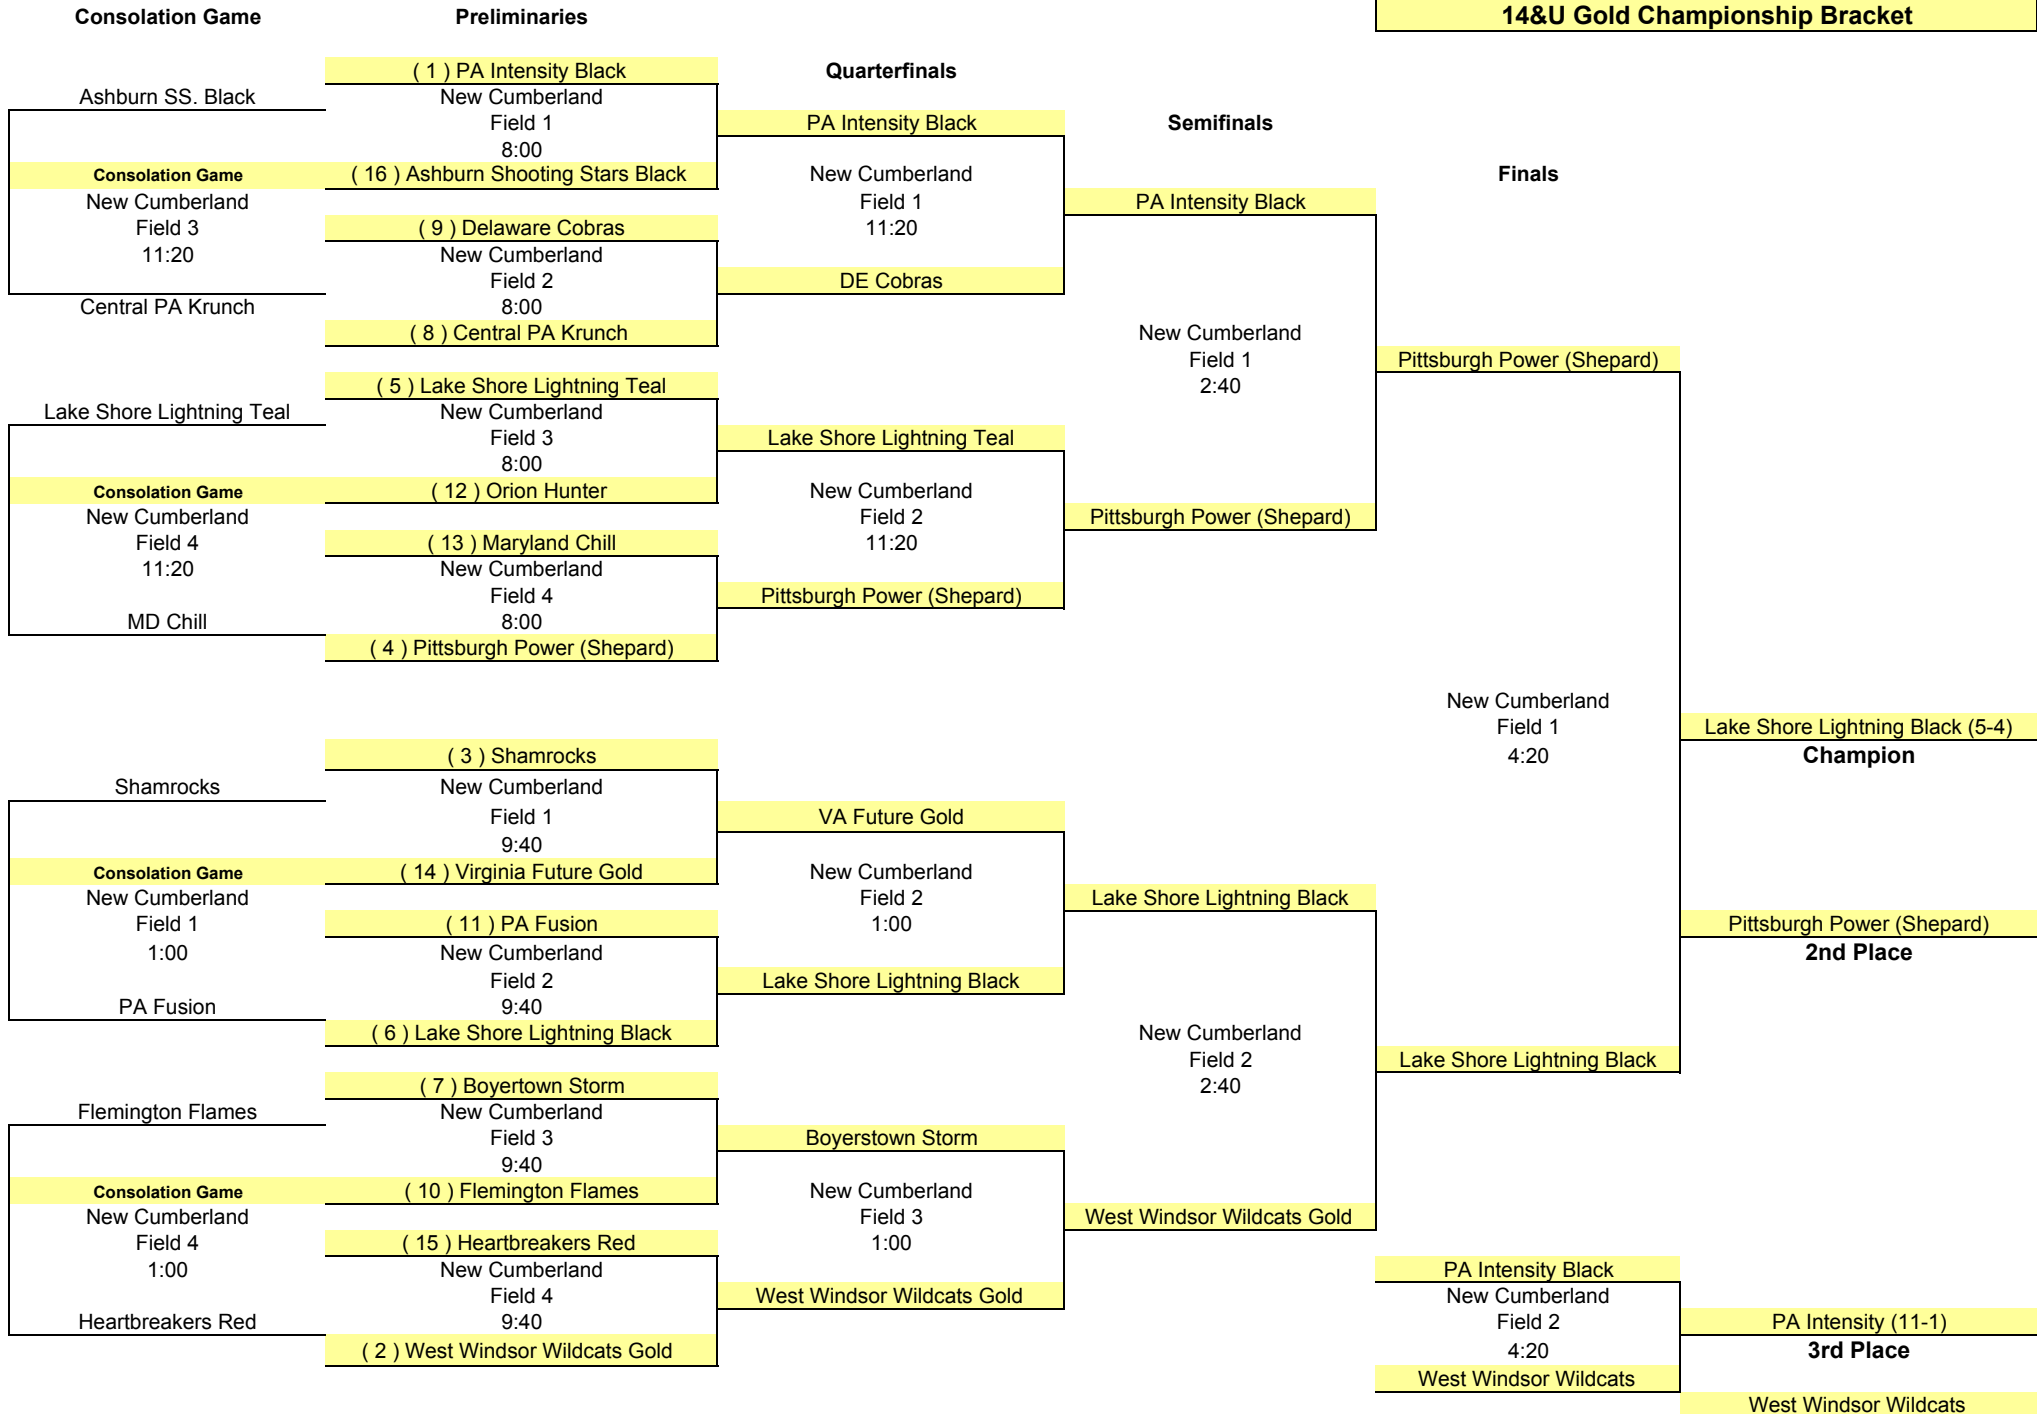 14&U Gold Championship Bracket
Consolation Game
Preliminaries
Quarterfinals
Semifinals
Finals
Ashburn SS. Black
Consolation Game
New Cumberland
Field 3
11:20
Central PA Krunch
Lake Shore Lightning Teal
Consolation Game
New Cumberland
Field 4
11:20
MD Chill
Shamrocks
Consolation Game
New Cumberland
Field 1
1:00
PA Fusion
Flemington Flames
Consolation Game
New Cumberland
Field 4
1:00
Heartbreakers Red
( 1 ) PA Intensity Black
New Cumberland
Field 1
8:00
( 16 ) Ashburn Shooting Stars Black
( 9 ) Delaware Cobras
New Cumberland
Field 2
8:00
( 8 ) Central PA Krunch
( 5 ) Lake Shore Lightning Teal
New Cumberland
Field 3
8:00
( 12 ) Orion Hunter
( 13 ) Maryland Chill
New Cumberland
Field 4
8:00
( 4 ) Pittsburgh Power (Shepard)
( 3 ) Shamrocks
New Cumberland
Field 1
9:40
( 14 ) Virginia Future Gold
( 11 ) PA Fusion
New Cumberland
Field 2
9:40
( 6 ) Lake Shore Lightning Black
( 7 ) Boyertown Storm
New Cumberland
Field 3
9:40
( 10 ) Flemington Flames
( 15 ) Heartbreakers Red
New Cumberland
Field 4
9:40
( 2 ) West Windsor Wildcats Gold
PA Intensity Black
New Cumberland
Field 1
11:20
DE Cobras
Lake Shore Lightning Teal
New Cumberland
Field 2
11:20
Pittsburgh Power (Shepard)
VA Future Gold
New Cumberland
Field 2
1:00
Lake Shore Lightning Black
Boyerstown Storm
New Cumberland
Field 3
1:00
West Windsor Wildcats Gold
PA Intensity Black
New Cumberland
Field 1
2:40
Pittsburgh Power (Shepard)
Lake Shore Lightning Black
New Cumberland
Field 2
2:40
West Windsor Wildcats Gold
Pittsburgh Power (Shepard)
New Cumberland
Field 1
4:20
Lake Shore Lightning Black
Lake Shore Lightning Black (5-4)
Champion
Pittsburgh Power (Shepard)
2nd Place
PA Intensity Black
New Cumberland
Field 2
4:20
West Windsor Wildcats
PA Intensity (11-1)
3rd Place
West Windsor Wildcats